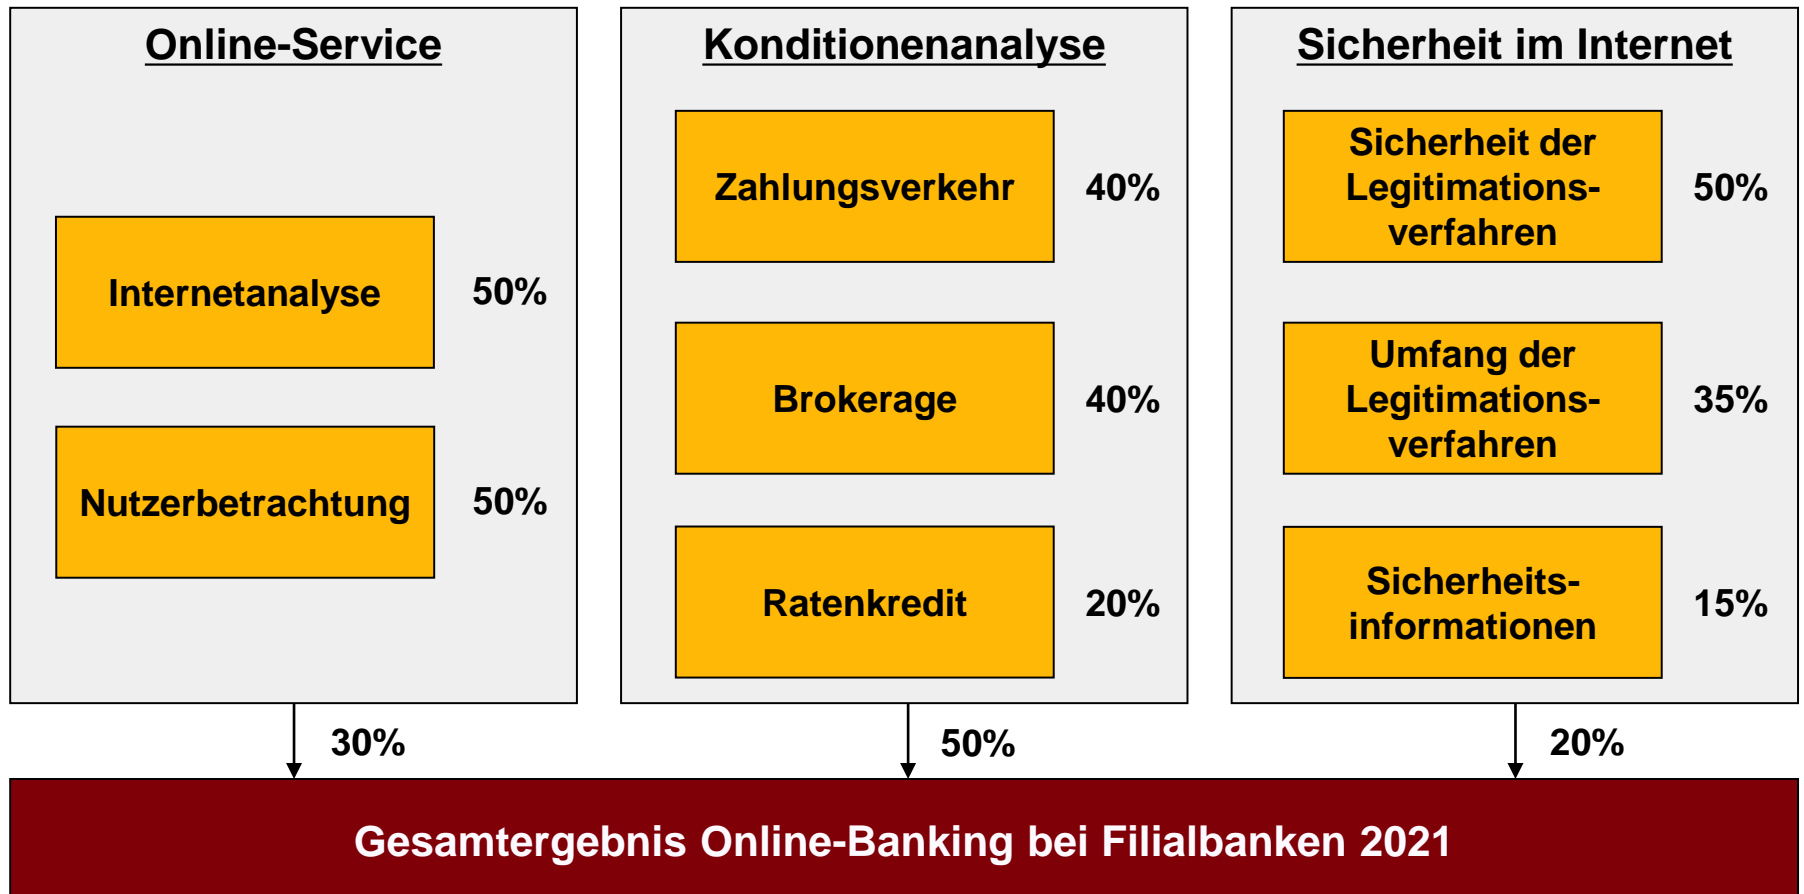 Online-Service
Internetanalyse
50%
Nutzerbetrachtung
50%
30%
Konditionenanalyse
Zahlungsverkehr
40%
Brokerage
40%
Ratenkredit
20%
50%
Sicherheit im Internet
Sicherheit der
Legitimations-
verfahren
50%
Umfang der
Legitimations-
verfahren
35%
Sicherheits-
informationen
15%
20%
Gesamtergebnis Online-Banking bei Filialbanken 2021